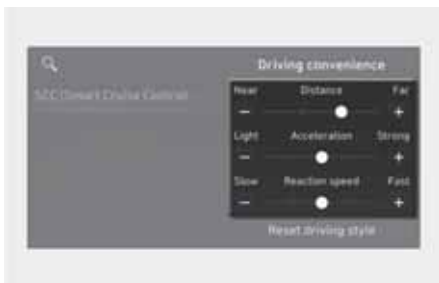 Driving convenience
SCC (Smart Cruise Control)
Near Distance Far
− +
Light Acceleration Strong
− +
Slow Reaction speed Fast
− +
Reset driving style